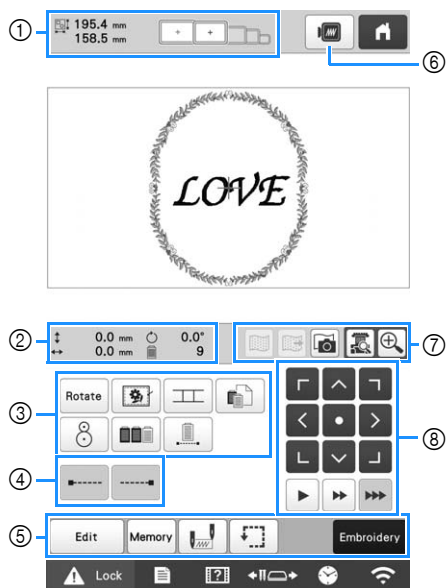 ①
195.4 mm
158.5 mm
⑥
LOVE
②
0.0 mm 0.0°
0.0 mm 9
⑦
③
Rotate
⑧
④
⑤
Edit Memory Embroidery
Lock